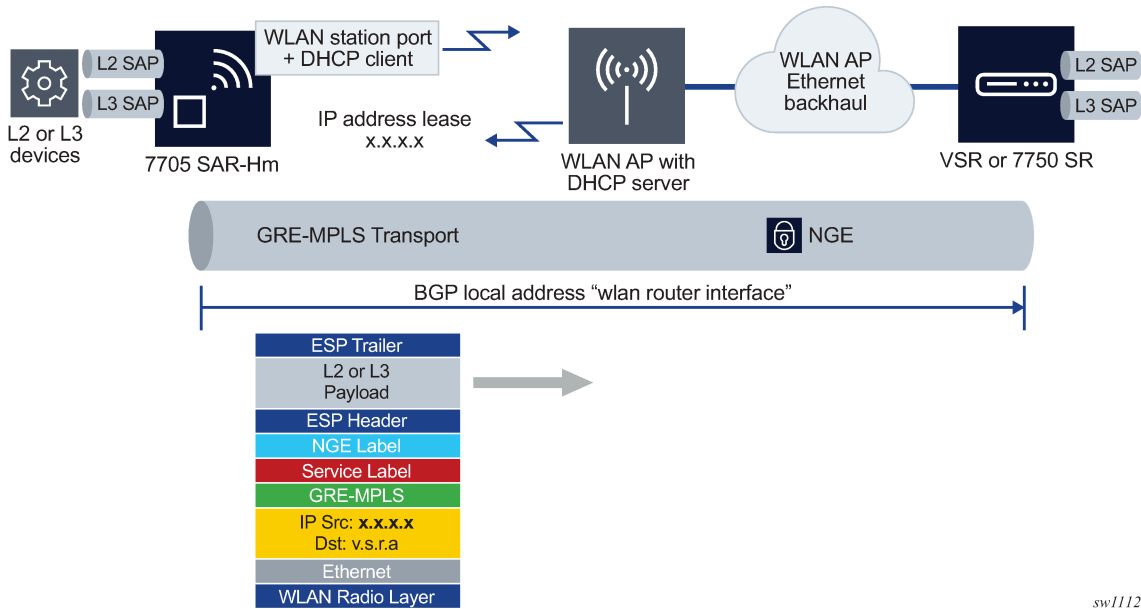 WLAN station port
+ DHCP client
L2 SAP
L3 SAP
L2 or L3
devices
7705 SAR-Hm
IP address lease
x.x.x.x
WLAN AP with
DHCP server
WLAN AP
Ethernet
backhaul
L2 SAP
L3 SAP
VSR or 7750 SR
GRE-MPLS Transport
NGE
BGP local address “wlan router interface”
ESP Trailer
L2 or L3
Payload
ESP Header
NGE Label
Service Label
GRE-MPLS
IP Src: x.x.x.x
Dst: v.s.r.a
Ethernet
WLAN Radio Layer
sw1112